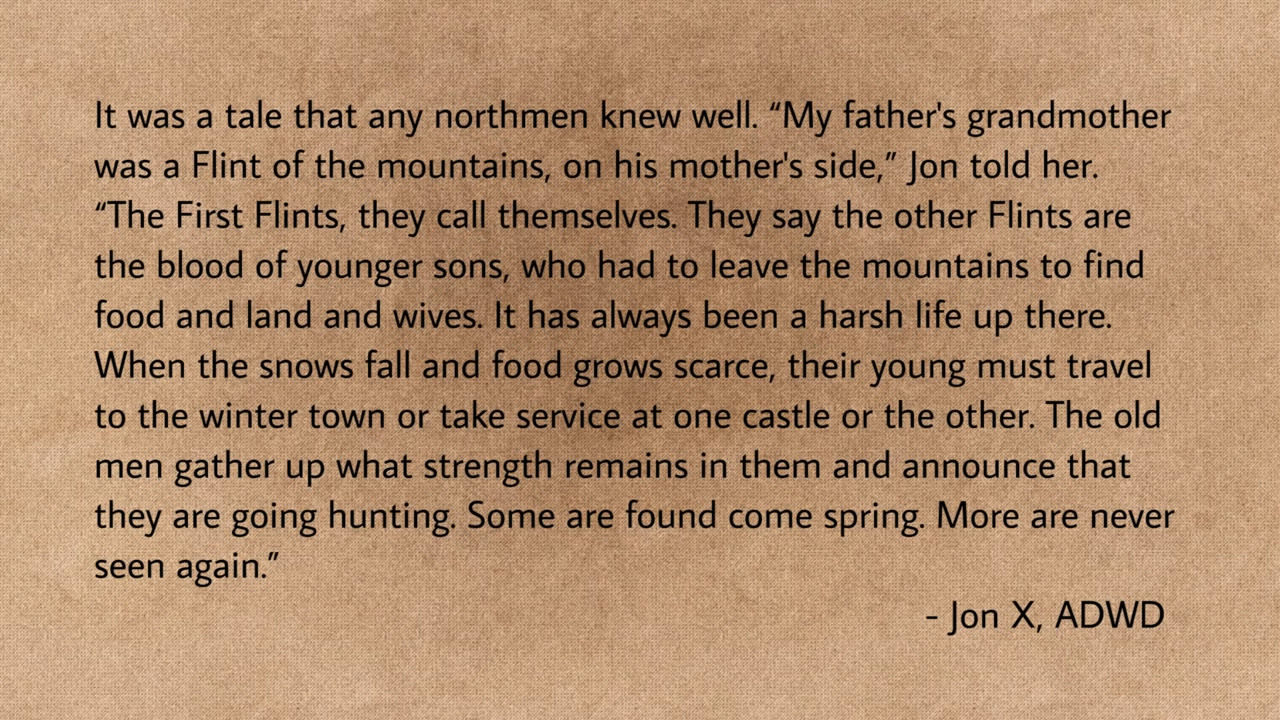 It was a tale that any northmen knew well. “My father's grandmother
was a Flint of the mountains, on his mother's side,” Jon told her.
“The First Flints, they call themselves. They say the other Flints are
the blood of younger sons, who had to leave the mountains to find
food and land and wives. It has always been a harsh life up there.
When the snows fall and food grows scarce, their young must travel
to the winter town or take service at one castle or the other. The old
men gather up what strength remains in them and announce that
they are going hunting. Some are found come spring. More are never
seen again.”
- Jon X, ADWD